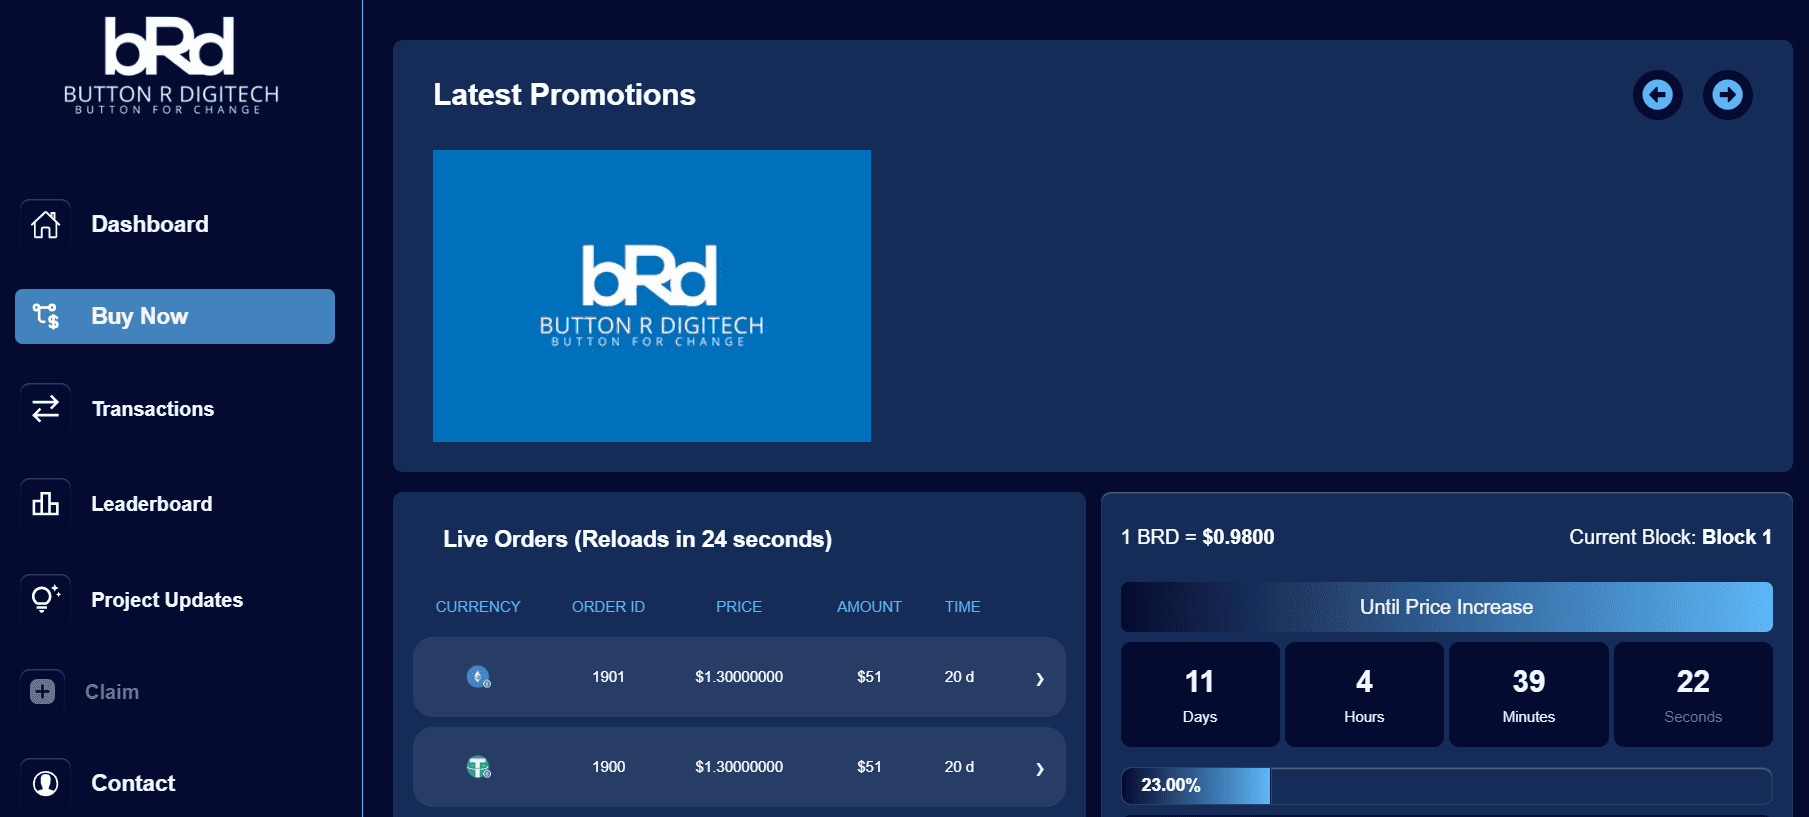 bRd
BUTTON R DIGITECH
BUTTON FOR CHANGE
Dashboard
Buy Now
Transactions
Leaderboard
Project Updates
Claim
Contact
Latest Promotions
bRd
BUTTON R DIGITECH
BUTTON FOR CHANGE
Live Orders (Reloads in 24 seconds)
CURRENCY ORDER ID PRICE AMOUNT TIME
1901 $1.30000000 $51 20 d
1900 $1.30000000 $51 20 d
1 BRD = $0.9800 Current Block: Block 1
Until Price Increase
11 4 39 22
Days Hours Minutes Seconds
23.00%